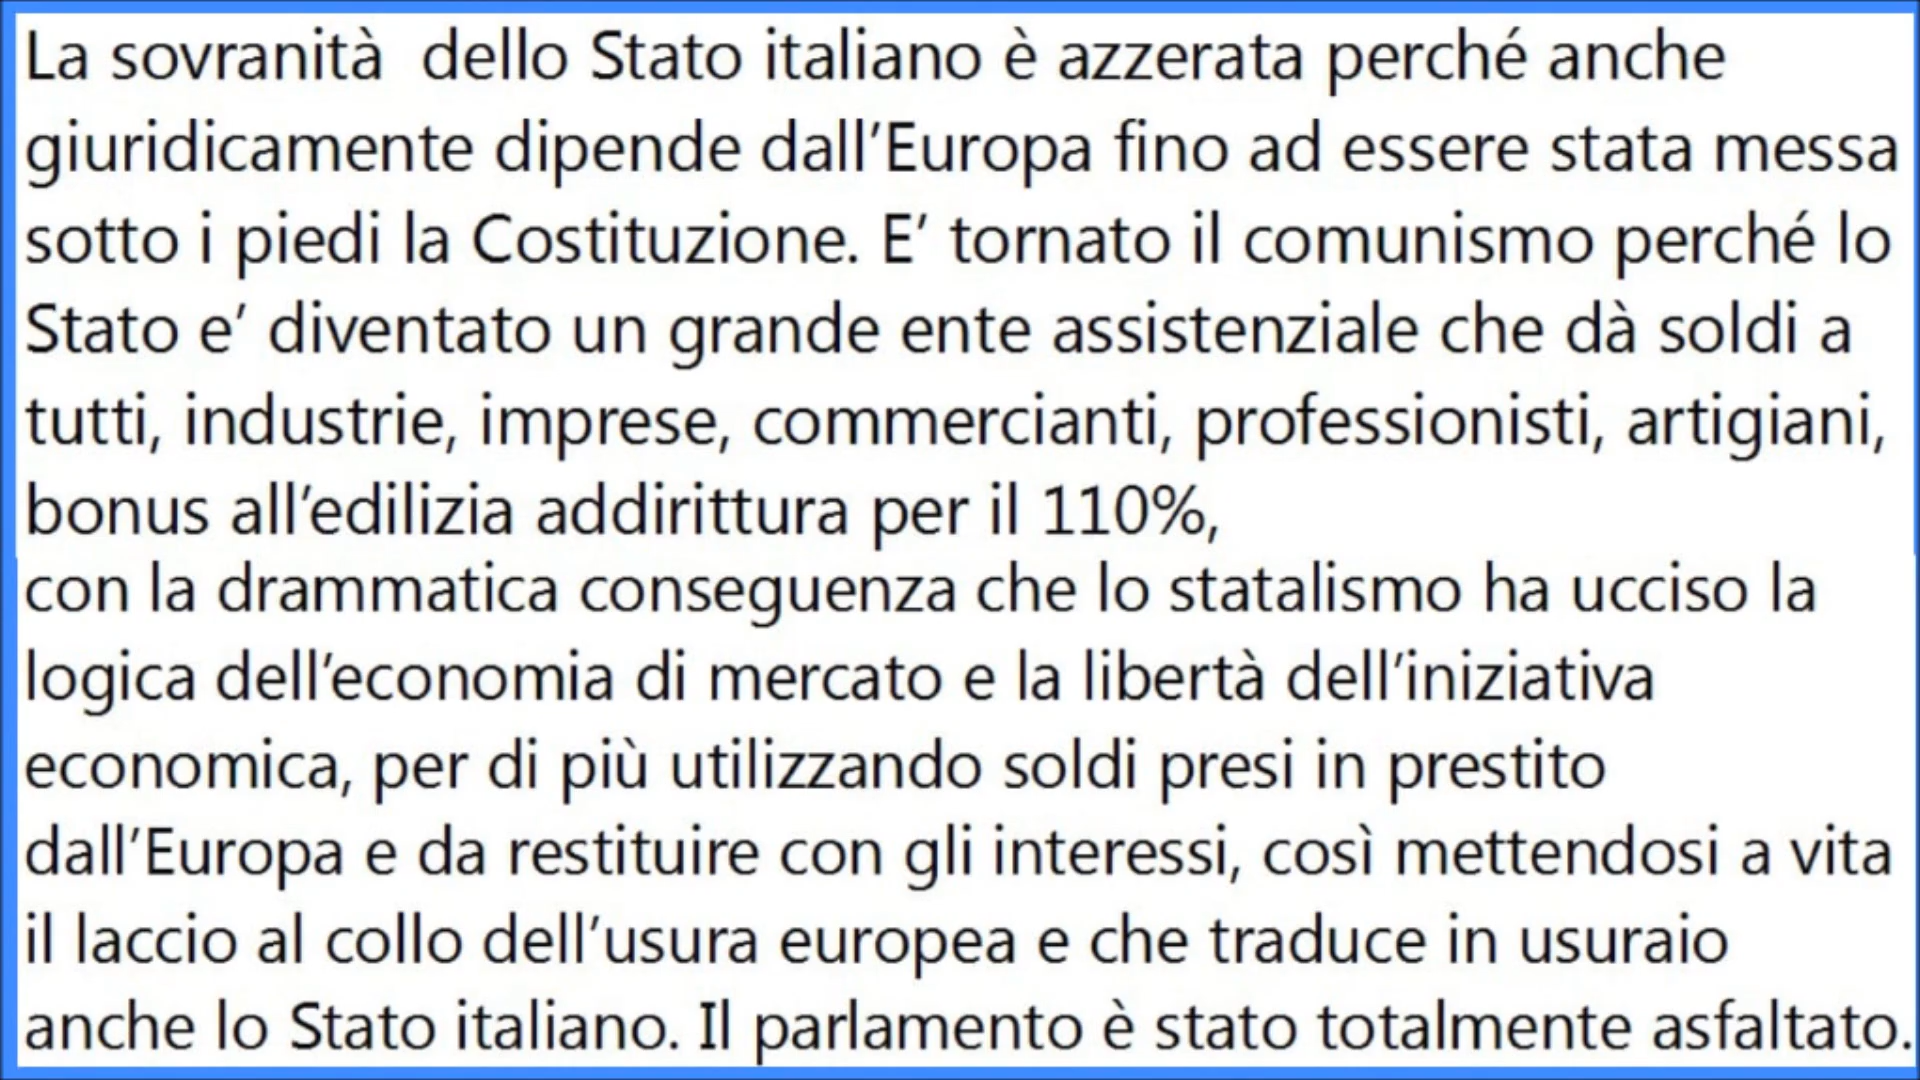 La sovranità  dello Stato italiano è azzerata perché anche
giuridicamente dipende dall’Europa fino ad essere stata messa
sotto i piedi la Costituzione. E’ tornato il comunismo perché lo
Stato e’ diventato un grande ente assistenziale che dà soldi a
tutti, industrie, imprese, commercianti, professionisti, artigiani,
bonus all’edilizia addirittura per il 110%,
con la drammatica conseguenza che lo statalismo ha ucciso la
logica dell’economia di mercato e la libertà dell’iniziativa
economica, per di più utilizzando soldi presi in prestito
dall’Europa e da restituire con gli interessi, così mettendosi a vita
il laccio al collo dell’usura europea e che traduce in usuraio
anche lo Stato italiano. Il parlamento è stato totalmente asfaltato.